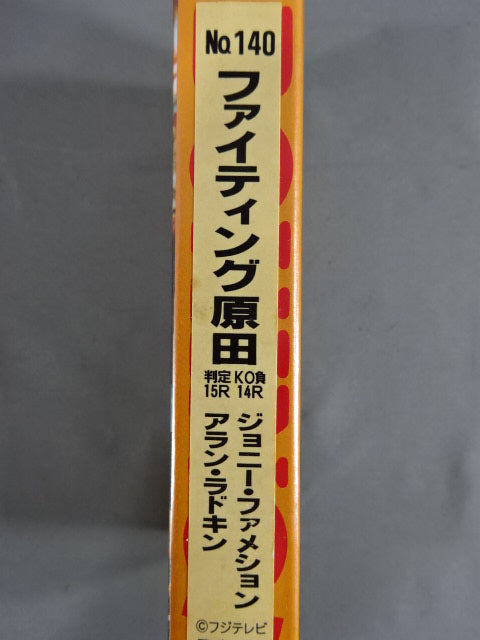 No.140
ファイティング原田
KO負
14R
判定
15R
ジョニー・ファメション
アラン・ラドキン
©フジテレビ